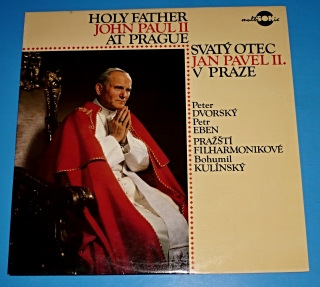 HOLY FATHER
JOHN PAUL II
AT PRAGUE
multisonic
SVATÝ OTEC
JAN PAVEL II.
V PRAZE
Peter
DVORSKÝ
Petr
EBEN
PRAŽŠTÍ
FILHARMONIKOVÉ
Bohumil
KULÍNSKÝ